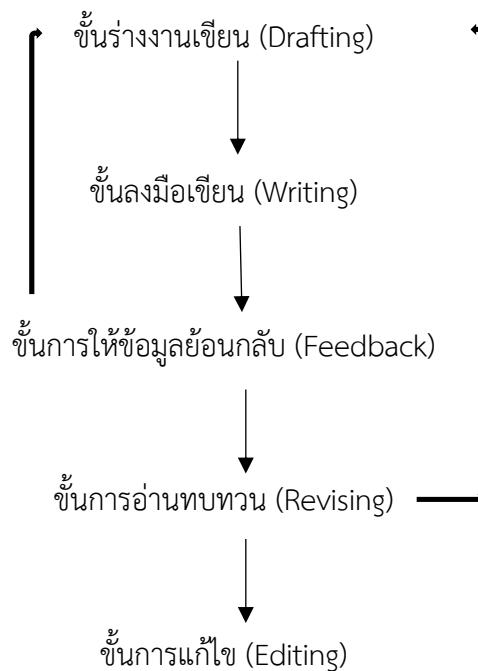 ขั้นร่างงานเขียน (Drafting)
ขั้นลงมือเขียน (Writing)
ขั้นการให้ข้อมูลย้อนกลับ (Feedback)
ขั้นการอ่านทบทวน (Revising)
ขั้นการแก้ไข (Editing)